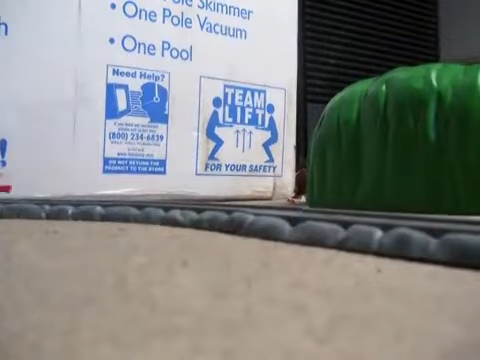 Skimmer
• One Pole Vacuum
• One Pool
Need Help?
(800) 234-6839
DO NOT RETURN THE
PRODUCT TO THE STORE
TEAM
LIFT
FOR YOUR SAFETY